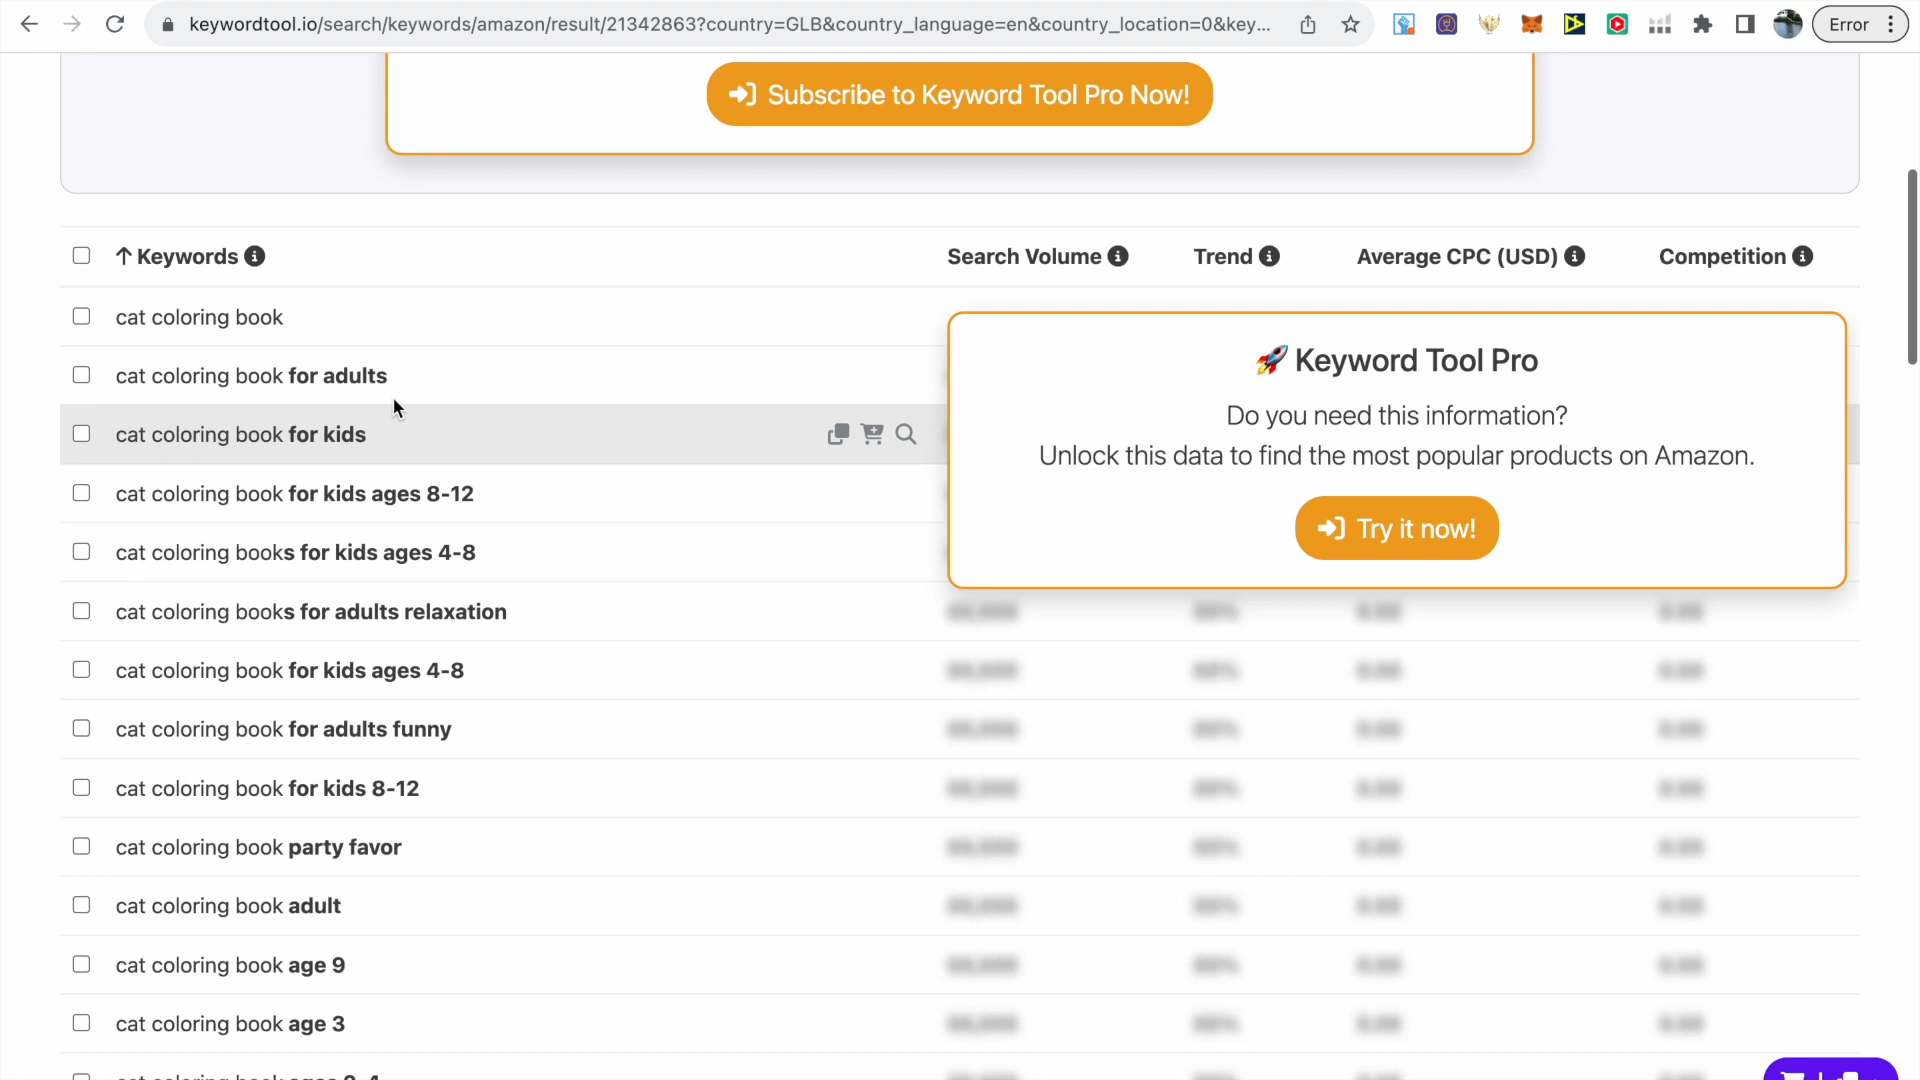 keywordtool.io/search/keywords/amazon/result/21342863?country=GLB&country_language=en&country_location=0&key...
Error
Subscribe to Keyword Tool Pro Now!
Keywords
Search Volume
Trend
Average CPC (USD)
Competition
cat coloring book
cat coloring book for adults
cat coloring book for kids
cat coloring book for kids ages 8-12
cat coloring books for kids ages 4-8
cat coloring books for adults relaxation
cat coloring book for kids ages 4-8
cat coloring book for adults funny
cat coloring book for kids 8-12
cat coloring book party favor
cat coloring book adult
cat coloring book age 9
cat coloring book age 3
Keyword Tool Pro
Do you need this information?
Unlock this data to find the most popular products on Amazon.
Try it now!